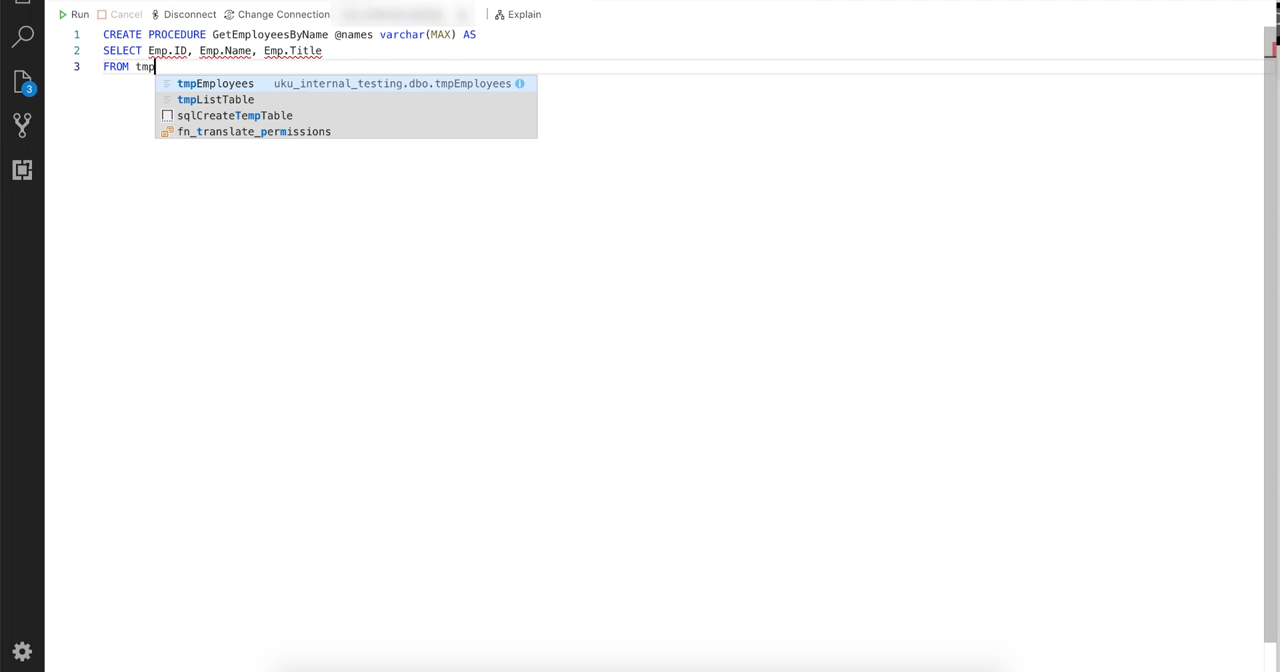 Run Cancel Disconnect Change Connection Explain
1 CREATE PROCEDURE GetEmployeesByName @names varchar(MAX) AS
2 SELECT Emp.ID, Emp.Name, Emp.Title
3 FROM tmp
tmpEmployees uku_internal_testing.dbo.tmpEmployees
tmpListTable
sqlCreateTempTable
fn_translate_permissions
3